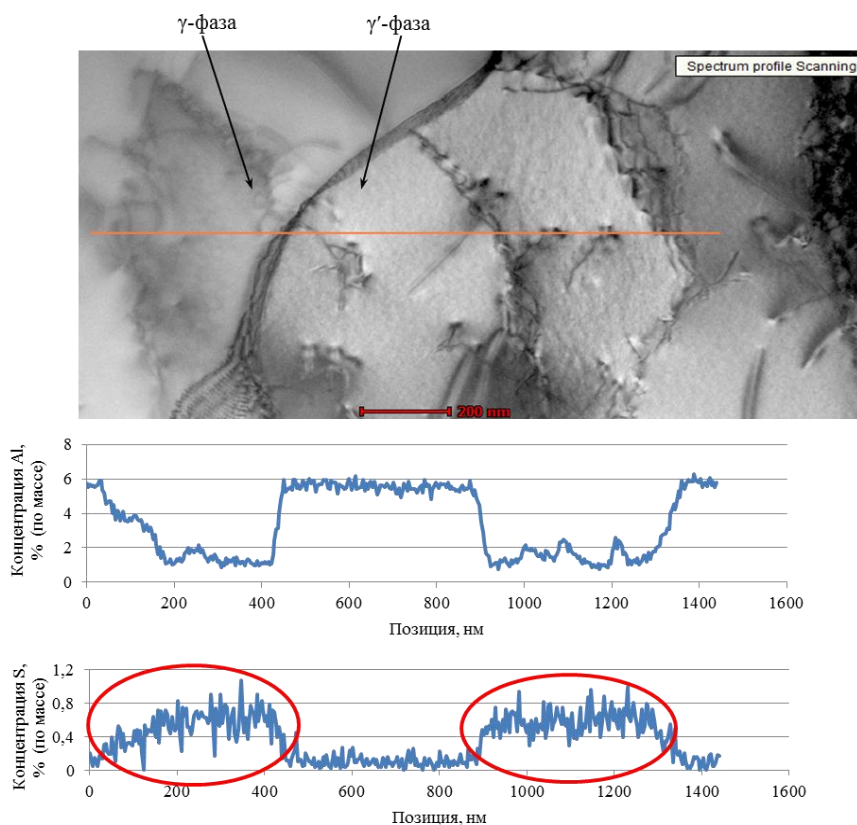 γ-фаза
γ′-фаза
Spectrum profile Scanning
200 nm
Концентрация Al,
% (по массе)
8
6
4
2
0
0 200 400 600 800 1000 1200 1400 1600
Позиция, нм
Концентрация S,
% (по массе)
1,2
0,8
0,4
0
0 200 400 600 800 1000 1200 1400 1600
Позиция, нм